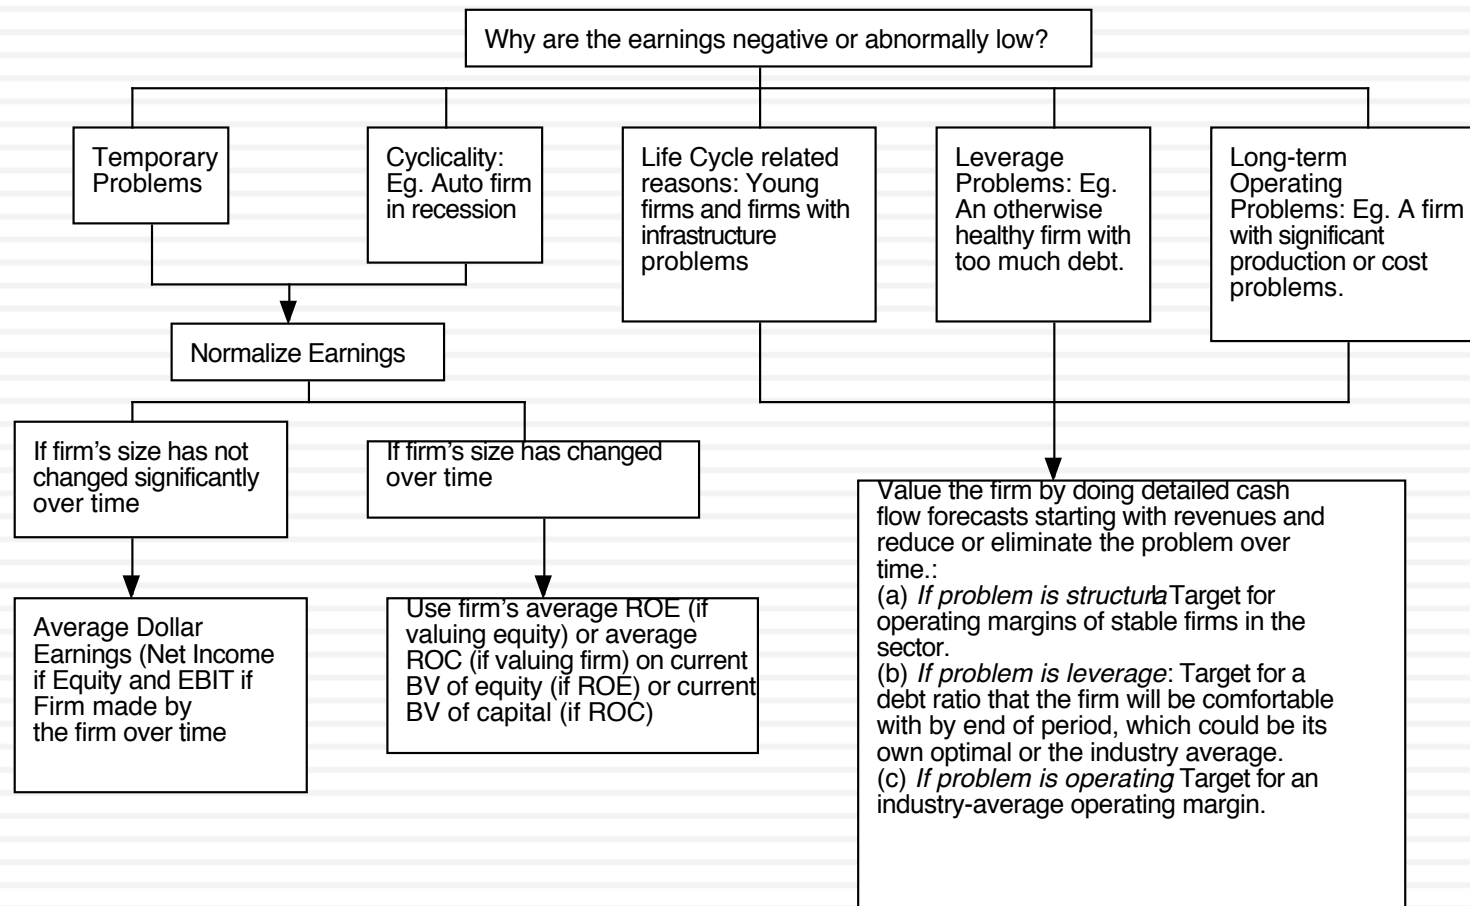 Why are the earnings negative or abnormally low?
Temporary
Problems
Cyclicality:
Eg. Auto firm
in recession
Life Cycle related
reasons: Young
firms and firms with
infrastructure
problems
Leverage
Problems: Eg.
An otherwise
healthy firm with
too much debt.
Long-term
Operating
Problems: Eg. A firm
with significant
production or cost
problems.
Normalize Earnings
If firm’s size has not
changed significantly
over time
If firm’s size has changed
over time
Average Dollar
Earnings (Net Income
if Equity and EBIT if
Firm made by
the firm over time
Use firm’s average ROE (if
valuing equity) or average
ROC (if valuing firm) on current
BV of equity (if ROE) or current
BV of capital (if ROC)
Value the firm by doing detailed cash
flow forecasts starting with revenues and
reduce or eliminate the problem over
time.:
(a) If problem is structural: Target for
operating margins of stable firms in the
sector.
(b) If problem is leverage: Target for a
debt ratio that the firm will be comfortable
with by end of period, which could be its
own optimal or the industry average.
(c) If problem is operating Target for an
industry-average operating margin.